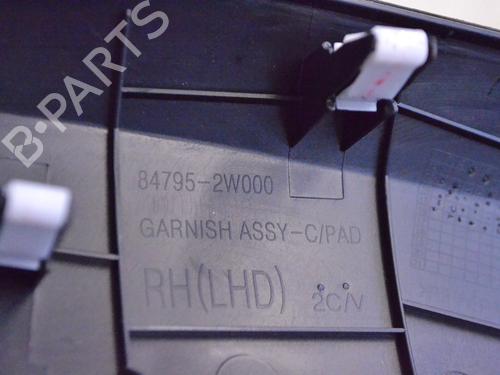 B-PARTS
84795-2W000
GARNISH ASSY-C/PAD
RH(LHD)
2C/V